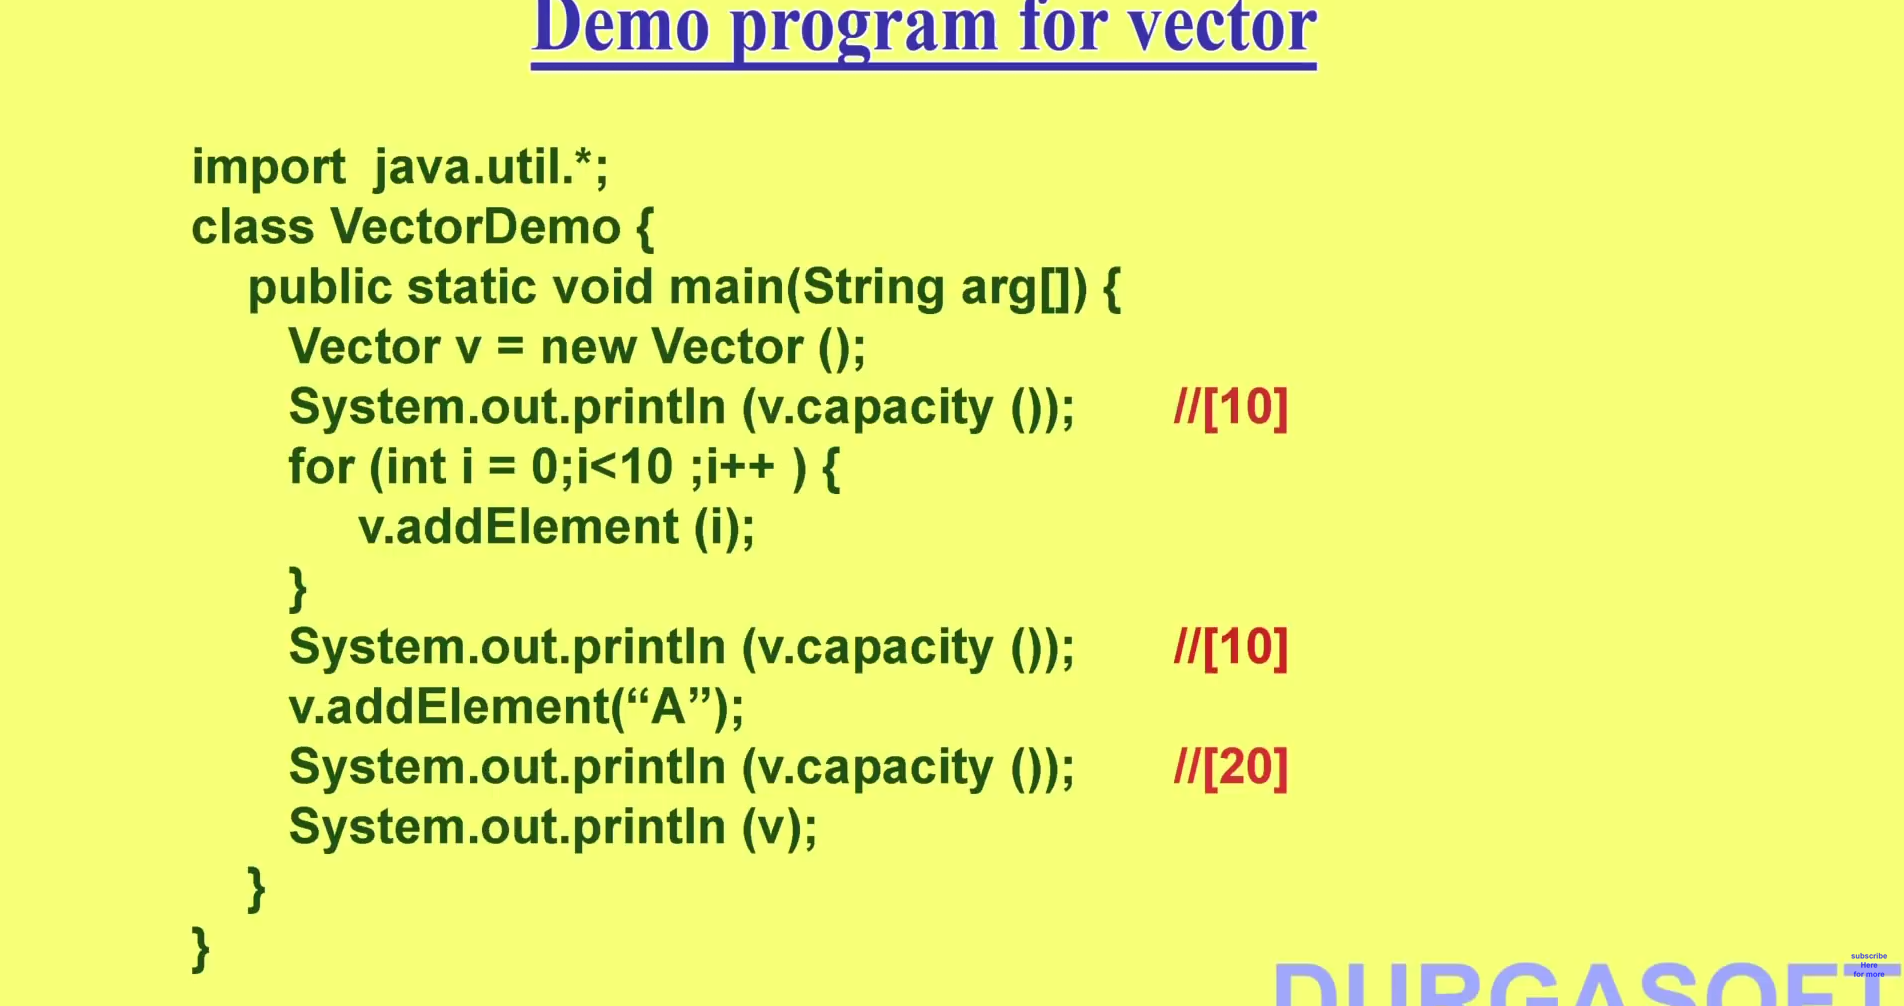 Demo program for vector
import java.util.*;
class VectorDemo {
public static void main(String arg[]) {
Vector v = new Vector ();
System.out.println (v.capacity ()); //[10]
for (int i = 0;i<10 ;i++ ) {
v.addElement (i);
}
System.out.println (v.capacity ()); //[10]
v.addElement(“A”);
System.out.println (v.capacity ()); //[20]
System.out.println (v);
}
}
DURGASOFT
subscribe
Here
for more